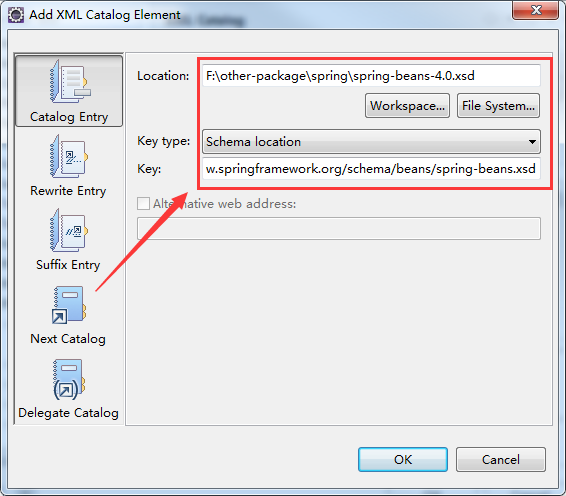 Add XML Catalog Element
Catalog Entry
Rewrite Entry
Suffix Entry
Next Catalog
Delegate Catalog
Location: F:\other-package\spring\spring-beans-4.0.xsd
Workspace... File System...
Key type: Schema location
Key: w.springframework.org/schema/beans/spring-beans.xsd
Alternative web address:
OK Cancel